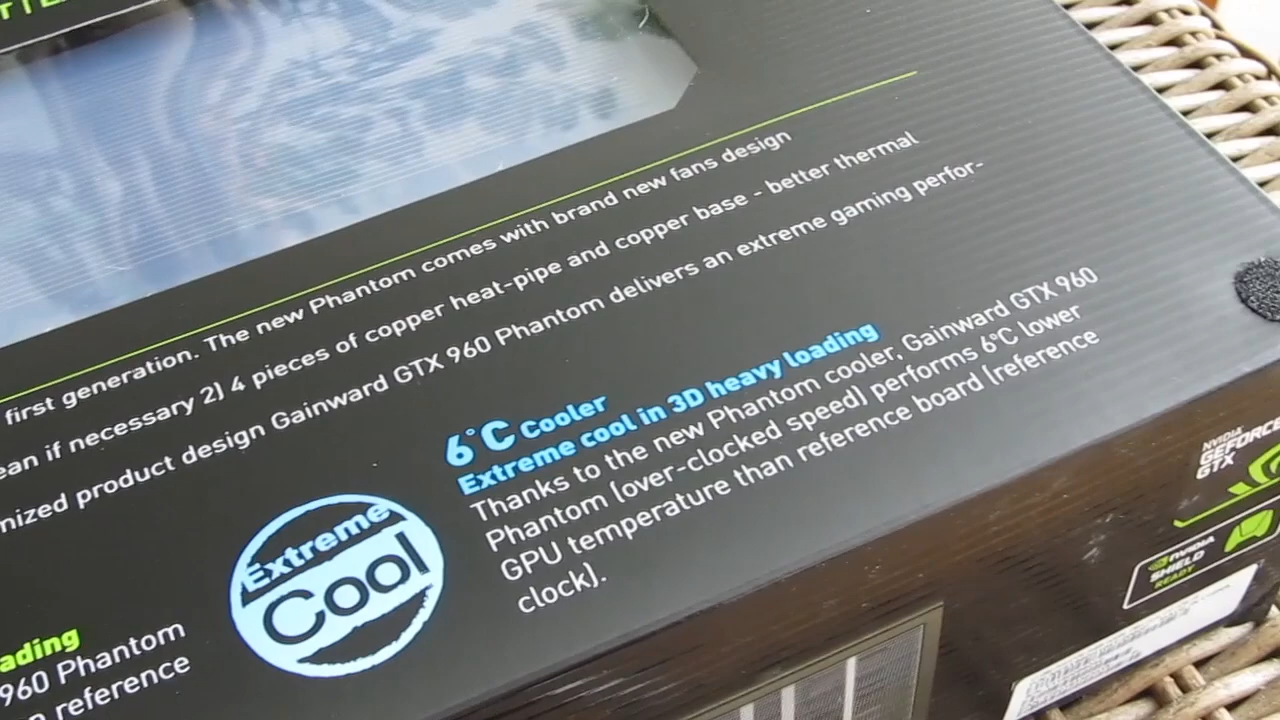 first generation. The new Phantom comes with brand new fans design
if necessary 2) 4 pieces of copper heat-pipe and copper base - better thermal
product design Gainward GTX 960 Phantom delivers an extreme gaming perfor-
6°C Cooler
Extreme cool in 3D heavy loading
Thanks to the new Phantom cooler, Gainward GTX 960
Phantom (over-clocked speed) performs 6°C lower
GPU temperature than reference board (reference
clock).
Extreme
Cool
960 Phantom
reference
NVIDIA
GEFORCE
GTX
NVIDIA
SHIELD
READY